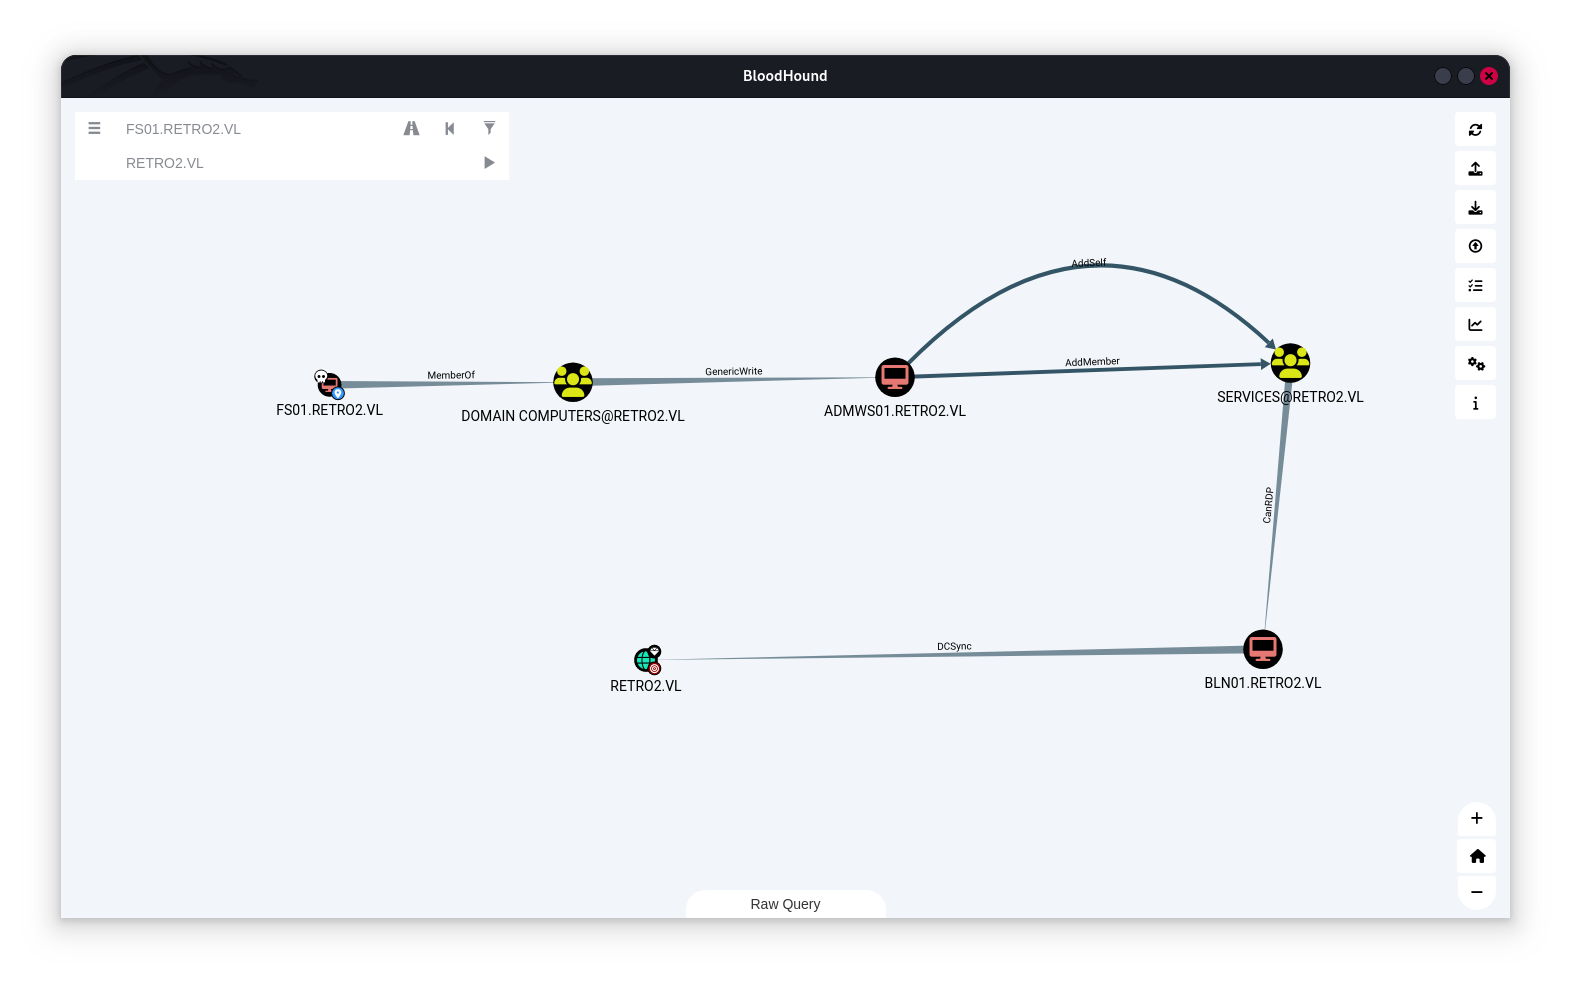 BloodHound
FS01.RETRO2.VL
RETRO2.VL
AddSelf
AddMember
MemberOf
GenericWrite
FS01.RETRO2.VL
DOMAIN COMPUTERS@RETRO2.VL
ADMWS01.RETRO2.VL
SERVICES@RETRO2.VL
CanRDP
DCSync
RETRO2.VL
BLN01.RETRO2.VL
Raw Query